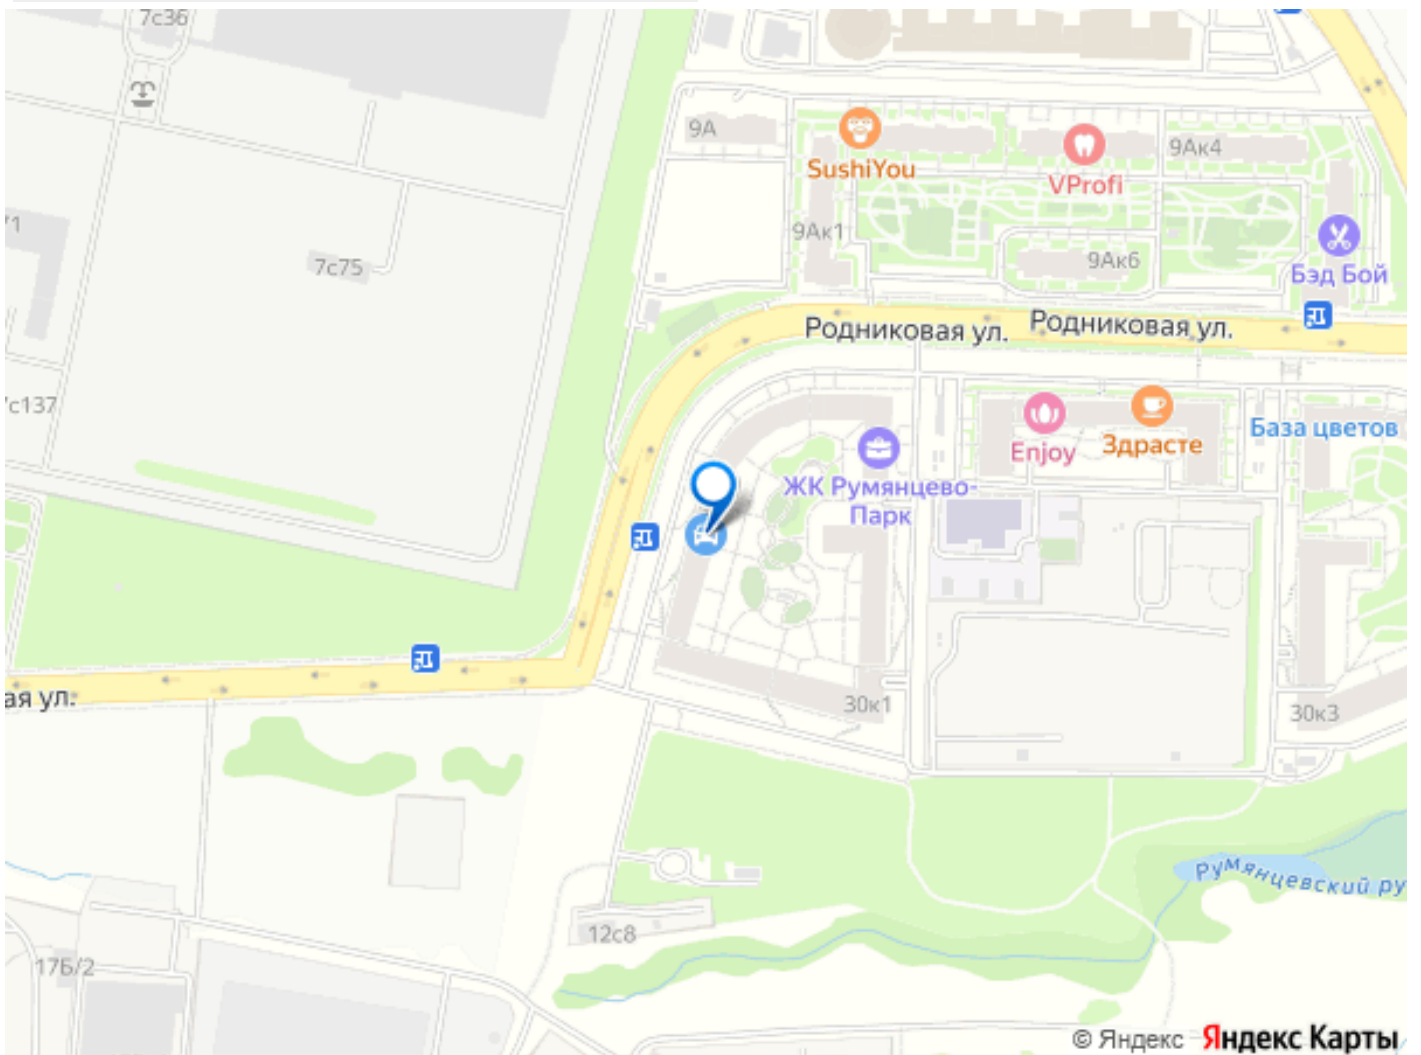 7с36
9А
SushiYou
VProfi
9Ак4
9Ак1
9Ак6
Бэд Бой
7с75
Родниковая ул.
Родниковая ул.
с137
Enjoy
Здрасте
База цветов
ЖК Румянцево-
Парк
30к1
30к3
ая ул.
Румянцевский ру
12с8
17Б/2
© Яндекс Яндекс Карты